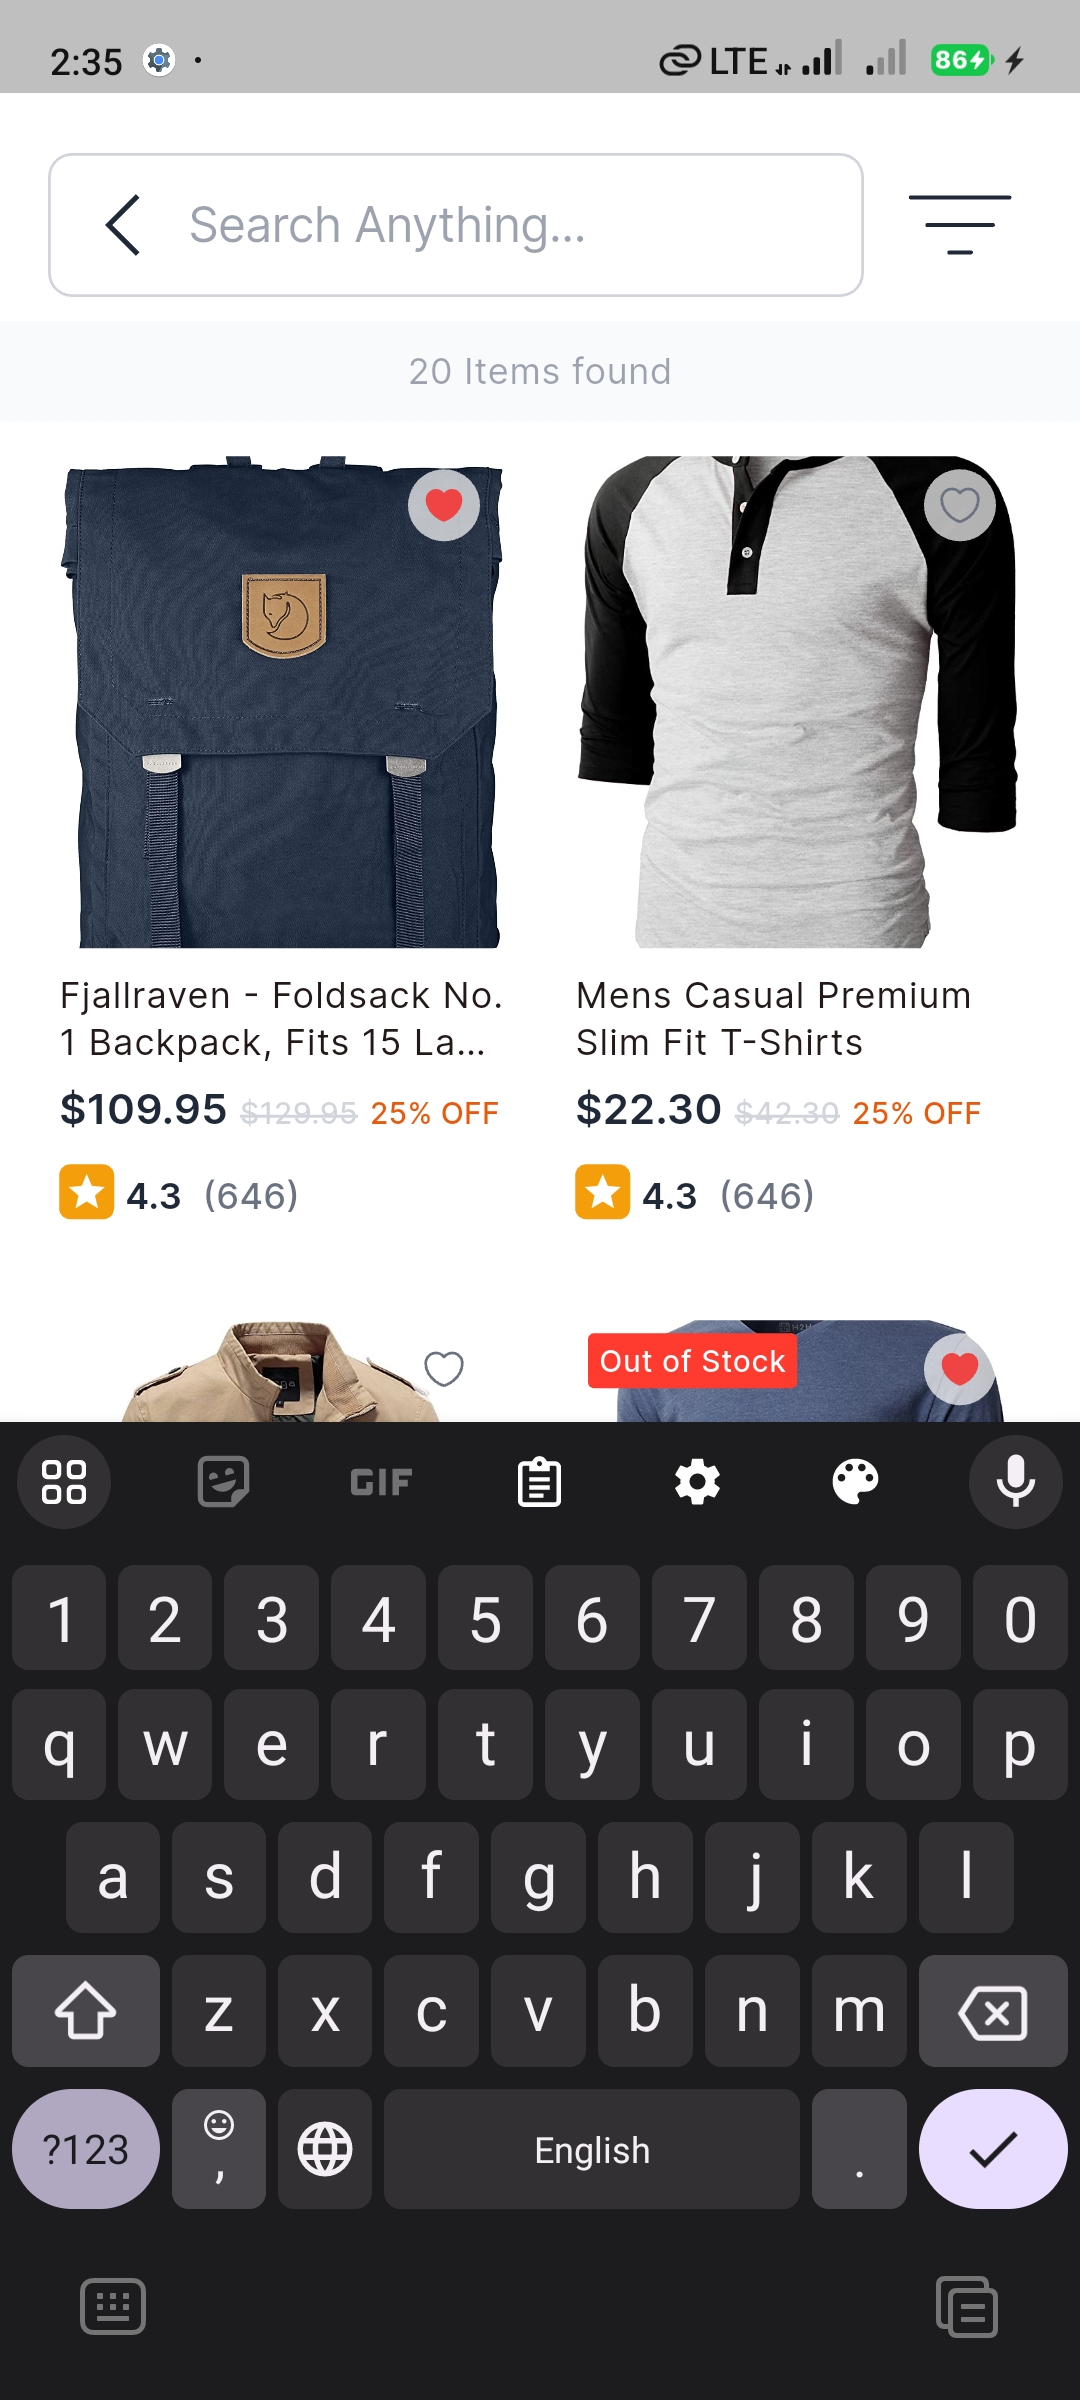 2:35 LTE 86
Search Anything...
20 Items found
Fjallraven - Foldsack No.
1 Backpack, Fits 15 La...
$109.95 $129.95 25% OFF
4.3 (646)
Mens Casual Premium
Slim Fit T-Shirts
$22.30 $42.30 25% OFF
4.3 (646)
Out of Stock
GIF
1 2 3 4 5 6 7 8 9 0
q w e r t y u i o p
a s d f g h j k l
z x c v b n m
?123 , English .